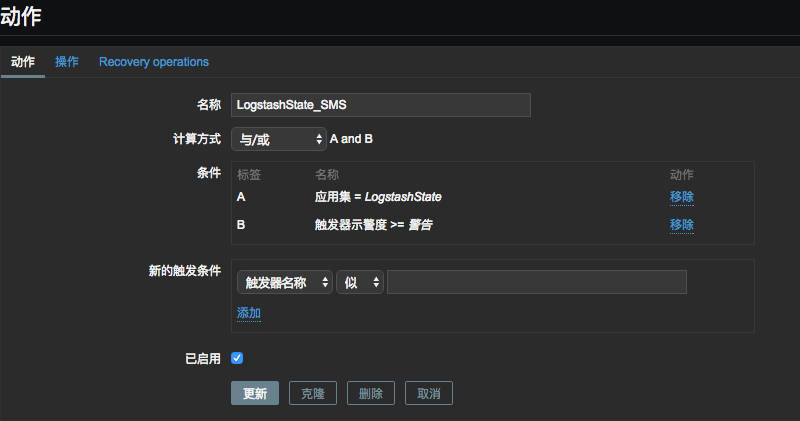 动作
动作 操作 Recovery operations
名称 LogstashState_SMS
计算方式 与/或 A and B
条件 标签 名称 动作
A 应用集 = LogstashState 移除
B 触发器示警度 >= 警告 移除
新的触发条件 触发器名称 似
添加
已启用
更新 克隆 删除 取消